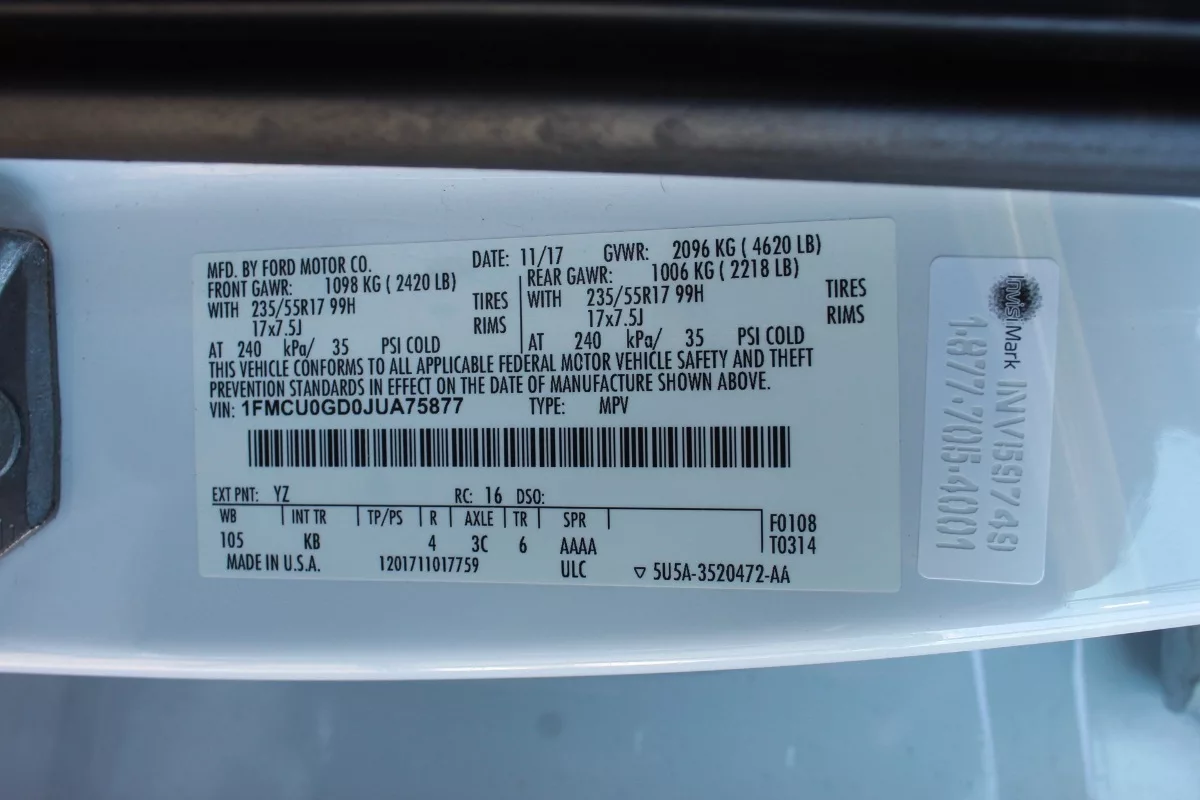 MFD. BY FORD MOTOR CO. DATE: 11/17 GVWR: 2096 KG ( 4620 LB)
FRONT GAWR: 1098 KG ( 2420 LB) REAR GAWR: 1006 KG ( 2218 LB)
WITH 235/55R17 99H TIRES WITH 235/55R17 99H TIRES
17x7.5J RIMS 17x7.5J RIMS
AT 240 kPa/ 35 PSI COLD AT 240 kPa/ 35 PSI COLD
THIS VEHICLE CONFORMS TO ALL APPLICABLE FEDERAL MOTOR VEHICLE SAFETY AND THEFT
PREVENTION STANDARDS IN EFFECT ON THE DATE OF MANUFACTURE SHOWN ABOVE.
VIN: 1FMCU0GD0JUA75877 TYPE: MPV
EXT PNT: YZ RC: 16 DSO:
WB INT TR TP/PS R AXLE TR SPR F0108
105 KB 4 3C 6 AAAA T0314
MADE IN U.S.A. 1201711017759 ULC ▽ 5U5A-3520472-AA
InvisiMark INV59749
1·877·705·4001